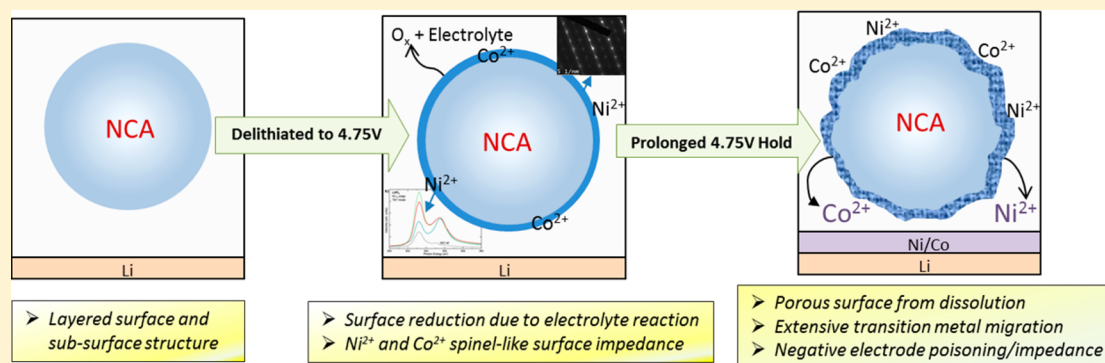 NCA
Li
Delithiated to 4.75V
Oₓ + Electrolyte
Co²⁺
5 1/nm
Ni²⁺
NCA
Ni²⁺
Co²⁺
Li
Prolonged 4.75V Hold
Ni²⁺
Co²⁺
Co²⁺
Ni²⁺
NCA
Co²⁺
Ni²⁺
Ni/Co
Li
➢ Layered surface and
sub-surface structure
➢ Surface reduction due to electrolyte reaction
➢ Ni²⁺ and Co²⁺ spinel-like surface impedance
➢ Porous surface from dissolution
➢ Extensive transition metal migration
➢ Negative electrode poisoning/impedance